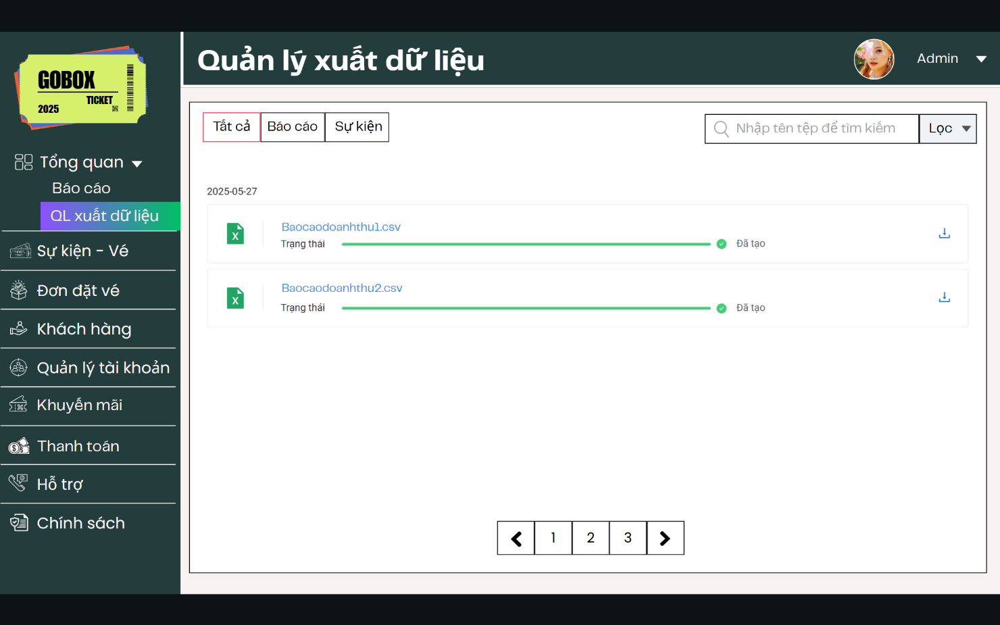 GOBOX
TICKET
2025
Tổng quan
Báo cáo
QL xuất dữ liệu
Sự kiện - Vé
Đơn đặt vé
Khách hàng
Quản lý tài khoản
Khuyến mãi
Thanh toán
Hỗ trợ
Chính sách
Quản lý xuất dữ liệu
Admin
Tất cả
Báo cáo
Sự kiện
Nhập tên tệp để tìm kiếm
Lọc
2025-05-27
Baocaodoanhthu1.csv
Trạng thái
Đã tạo
Baocaodoanhthu2.csv
Trạng thái
Đã tạo
1 2 3